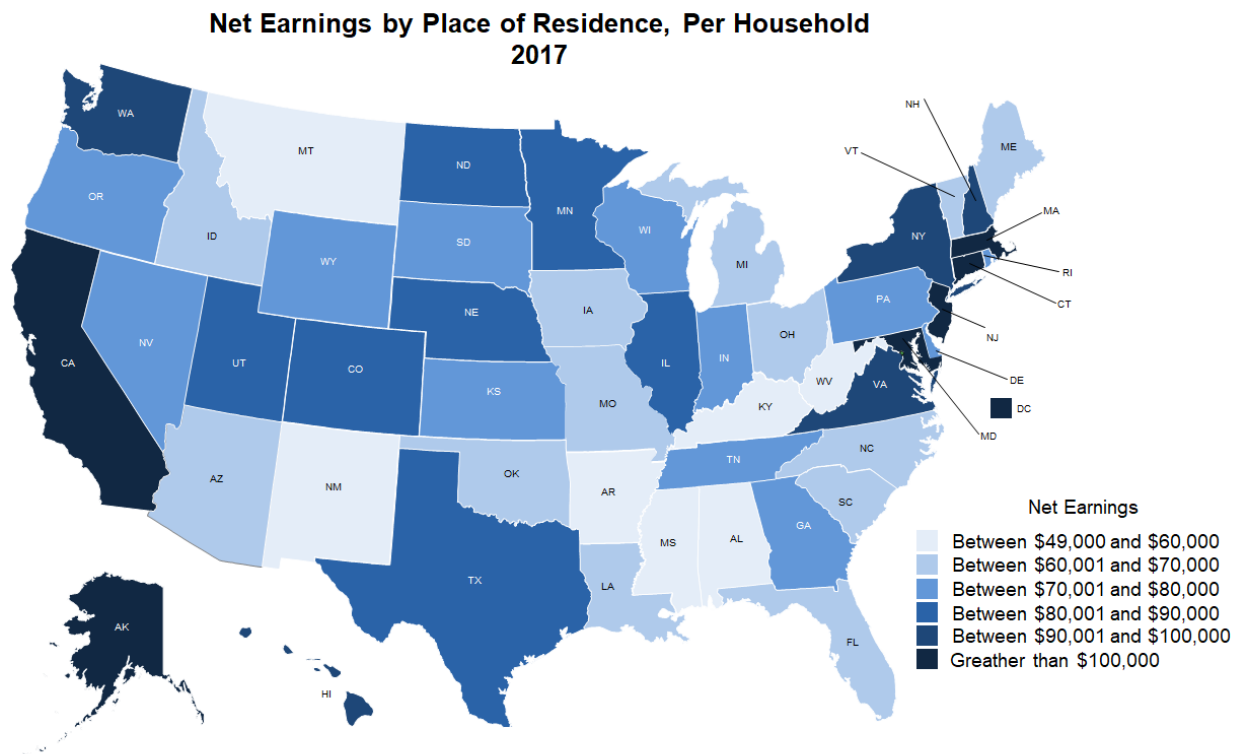 Net Earnings by Place of Residence, Per Household
2017
NH
WA
ME
VT
MT
ND
MN
OR
MA
ID
WI
NY
SD
WY
MI
RI
PA
CT
IA
NE
OH
NJ
NV
IN
IL
CA
UT
CO
DE
WV
VA
KS
MO
KY
DC
MD
NC
TN
AZ
OK
NM
AR
SC
GA
Net Earnings
MS
AL
Between $49,000 and $60,000
Between $60,001 and $70,000
TX
LA
Between $70,001 and $80,000
Between $80,001 and $90,000
AK
Between $90,001 and $100,000
FL
Greather than $100,000
HI